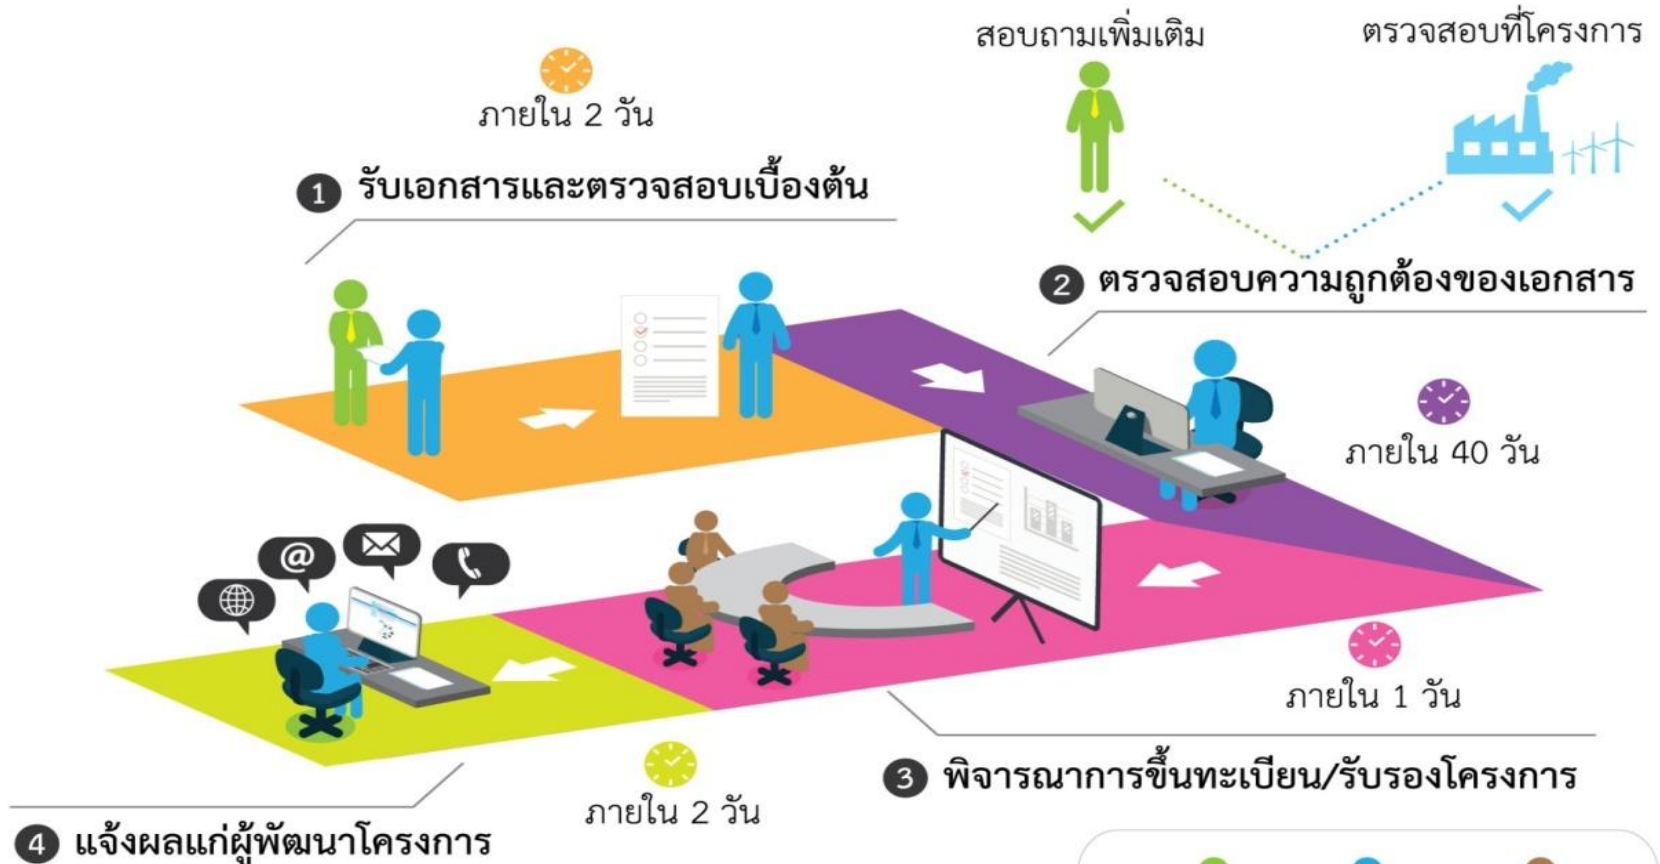 สอบถามเพิ่มเติม
ตรวจสอบที่โครงการ
ภายใน 2 วัน
1 รับเอกสารและตรวจสอบเบื้องต้น
2 ตรวจสอบความถูกต้องของเอกสาร
ภายใน 40 วัน
@
ภายใน 1 วัน
3 พิจารณาการขึ้นทะเบียน/รับรองโครงการ
ภายใน 2 วัน
4 แจ้งผลแก่ผู้พัฒนาโครงการ